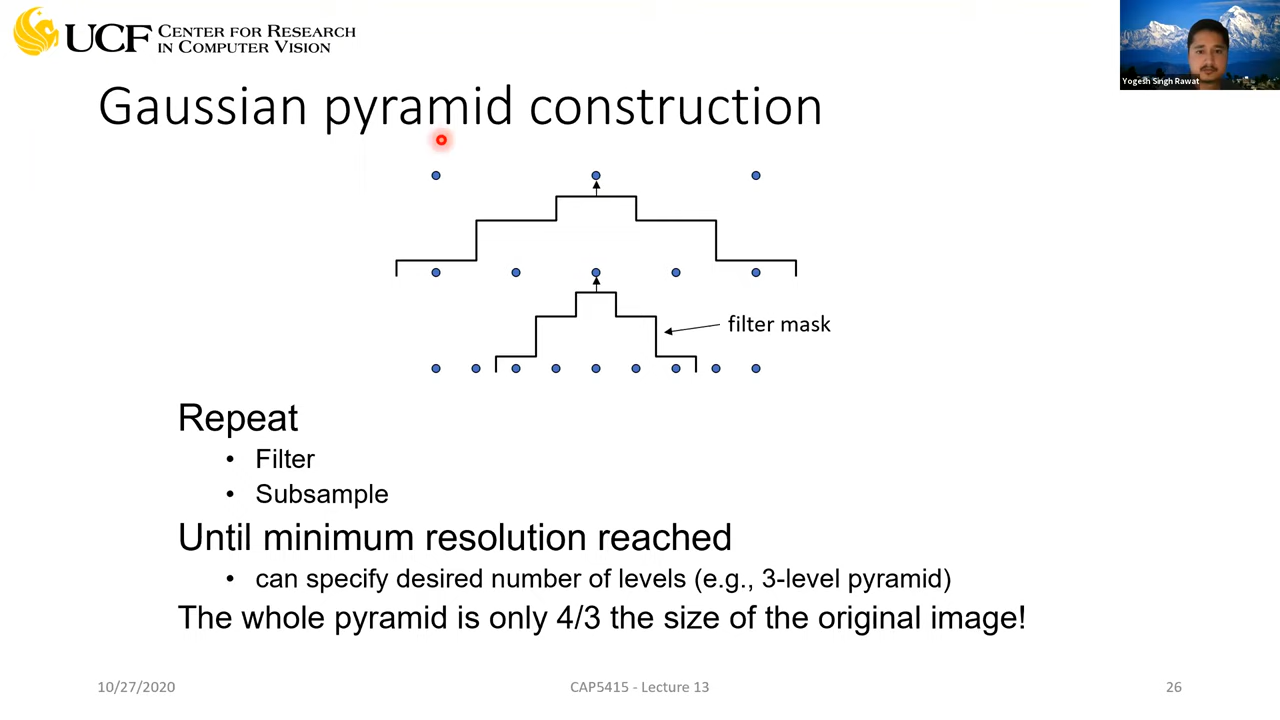 UCF CENTER FOR RESEARCH
IN COMPUTER VISION
Yogesh Singh Rawat
Gaussian pyramid construction
filter mask
Repeat
• Filter
• Subsample
Until minimum resolution reached
• can specify desired number of levels (e.g., 3-level pyramid)
The whole pyramid is only 4/3 the size of the original image!
10/27/2020
CAP5415 - Lecture 13
26